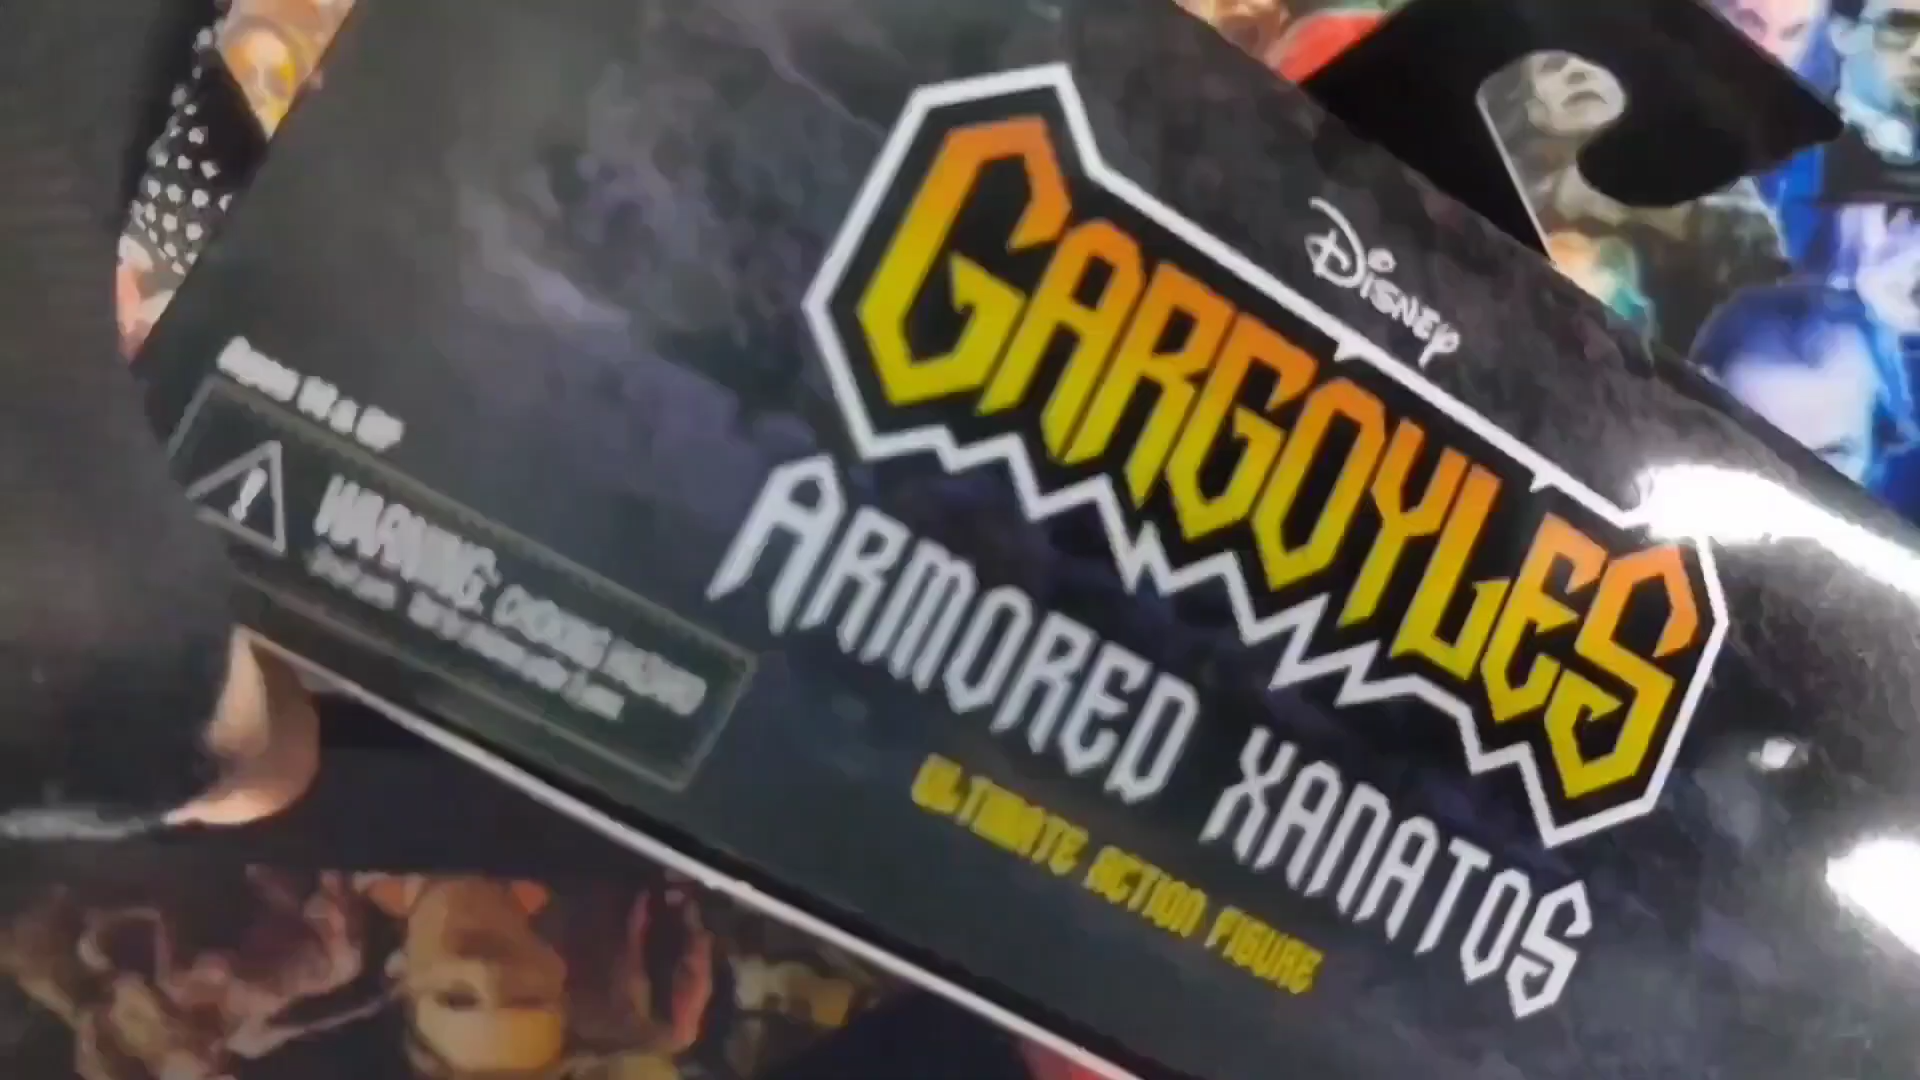 Disney
GARGOYLES
ARMORED XANATOS
ULTIMATE ACTION FIGURE
WARNING: CHOKING HAZARD